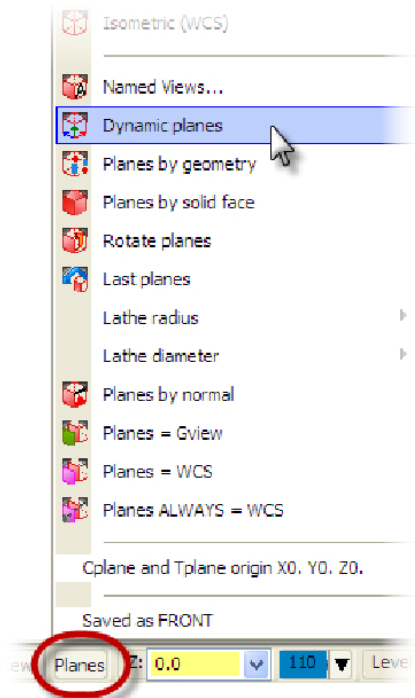 Isometric (WCS)
Named Views...
Dynamic planes
Planes by geometry
Planes by solid face
Rotate planes
Last planes
Lathe radius
Lathe diameter
Planes by normal
Planes = Gview
Planes = WCS
Planes ALWAYS = WCS
Cplane and Tplane origin X0. Y0. Z0.
Saved as FRONT
ew Planes Z: 0.0 110 Leve